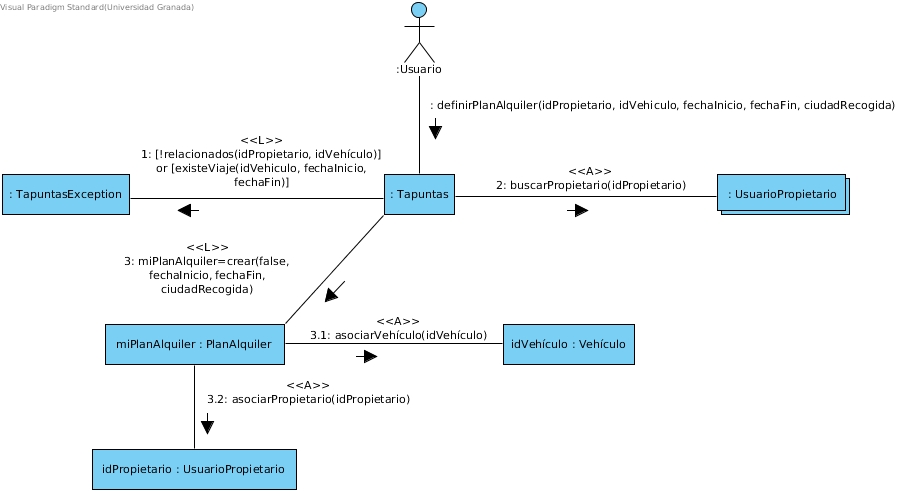 Visual Paradigm Standard(Universidad Granada)
:Usuario
: definirPlanAlquiler(idPropietario, idVehiculo, fechaInicio, fechaFin, ciudadRecogida)
<<L>>
1: [!relacionados(idPropietario, idVehículo)]
or [existeViaje(idVehiculo, fechaInicio,
fechaFin)]
: TapuntasException
: Tapuntas
<<A>>
2: buscarPropietario(idPropietario)
: UsuarioPropietario
<<L>>
3: miPlanAlquiler=crear(false,
fechaInicio, fechaFin,
ciudadRecogida)
miPlanAlquiler : PlanAlquiler
<<A>>
3.1: asociarVehículo(idVehículo)
idVehículo : Vehículo
<<A>>
3.2: asociarPropietario(idPropietario)
idPropietario : UsuarioPropietario